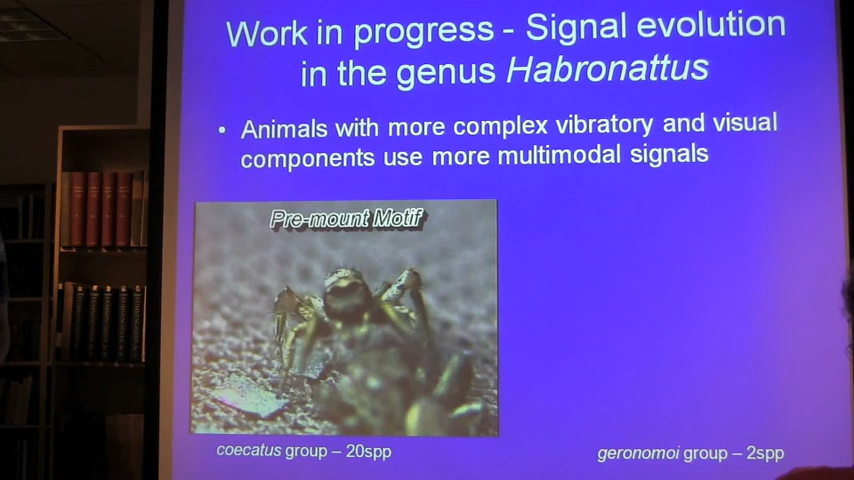 Work in progress - Signal evolution
in the genus Habronattus
• Animals with more complex vibratory and visual
components use more multimodal signals
Pre-mount Motif
coecatus group – 20spp
geronomoi group – 2spp